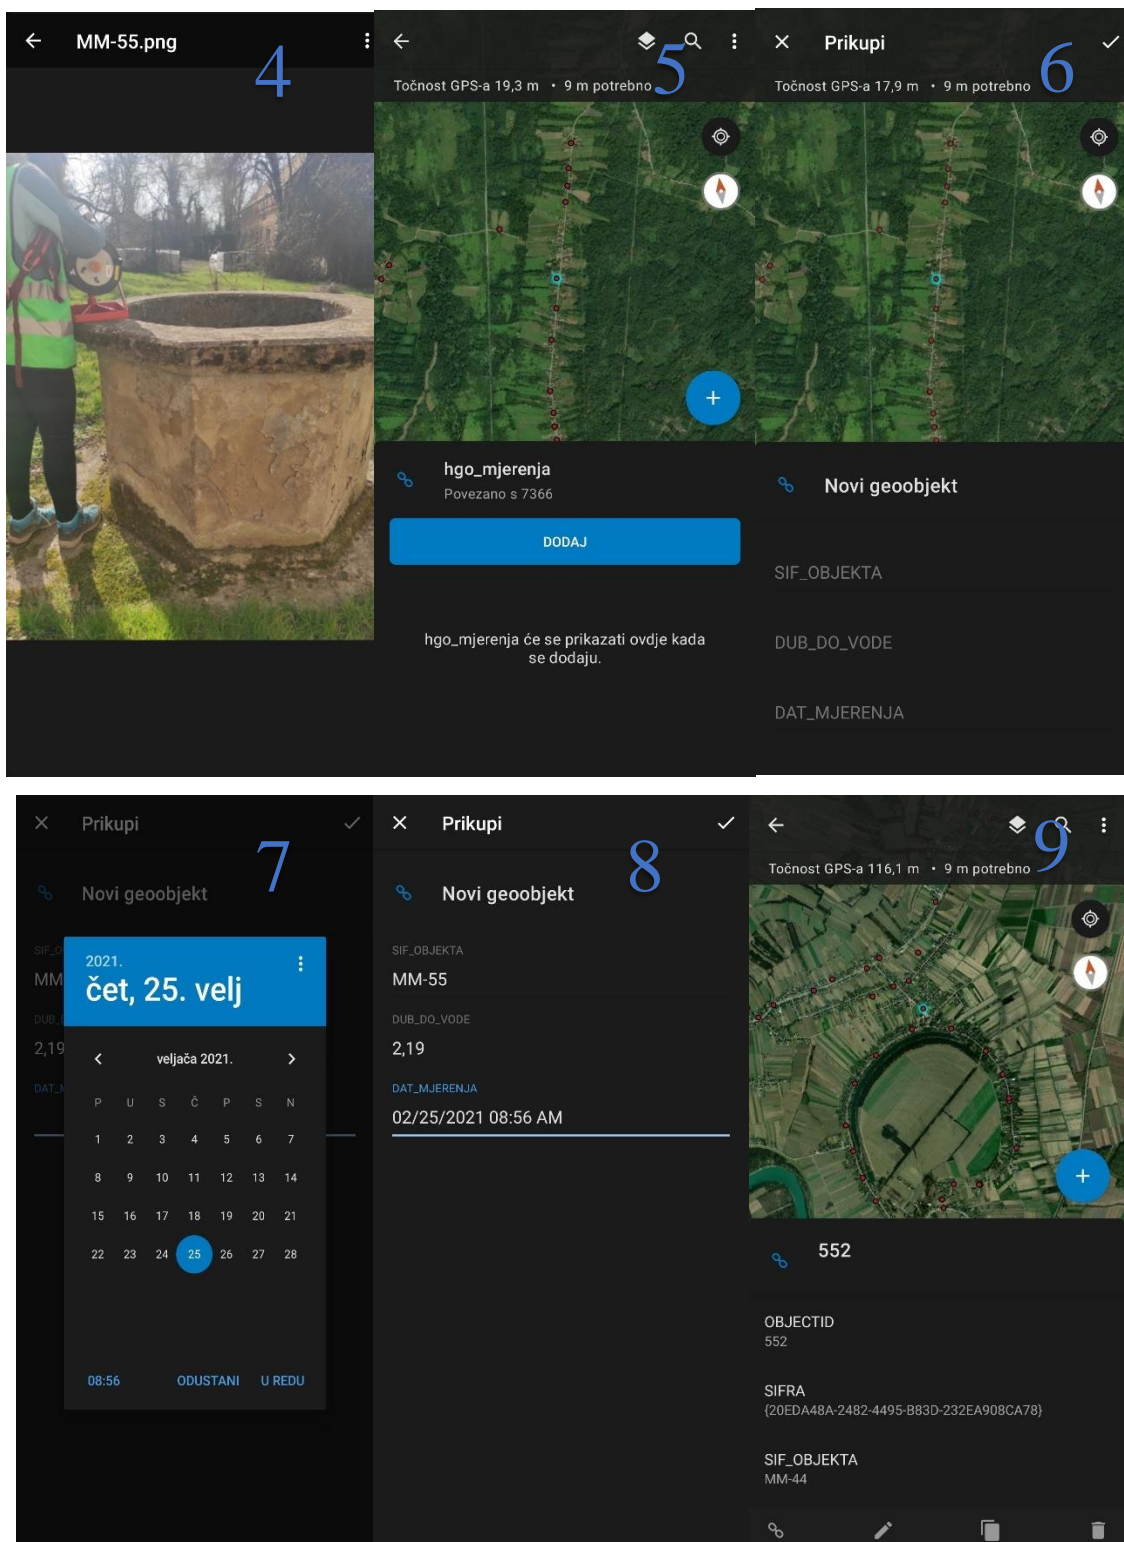 MM-55.png
4
5
Točnost GPS-a 19,3 m • 9 m potrebno
hgo_mjerenja
Povezano s 7366
DODAJ
hgo_mjerenja će se prikazati ovdje kada
se dodaju.
Prikupi
6
Točnost GPS-a 17,9 m • 9 m potrebno
Novi geoobjekt
SIF_OBJEKTA
DUB_DO_VODE
DAT_MJERENJA
Prikupi
7
Novi geoobjekt
SIF_O
MM
DUB_
2,19
DAT_M
2021.
čet, 25. velj
veljača 2021.
P U S Č P S N
1 2 3 4 5 6 7
8 9 10 11 12 13 14
15 16 17 18 19 20 21
22 23 24 25 26 27 28
08:56 ODUSTANI U REDU
Prikupi
8
Novi geoobjekt
SIF_OBJEKTA
MM-55
DUB_DO_VODE
2,19
DAT_MJERENJA
02/25/2021 08:56 AM
9
Točnost GPS-a 116,1 m • 9 m potrebno
552
OBJECTID
552
SIFRA
{20EDA48A-2482-4495-B83D-232EA908CA78}
SIF_OBJEKTA
MM-44